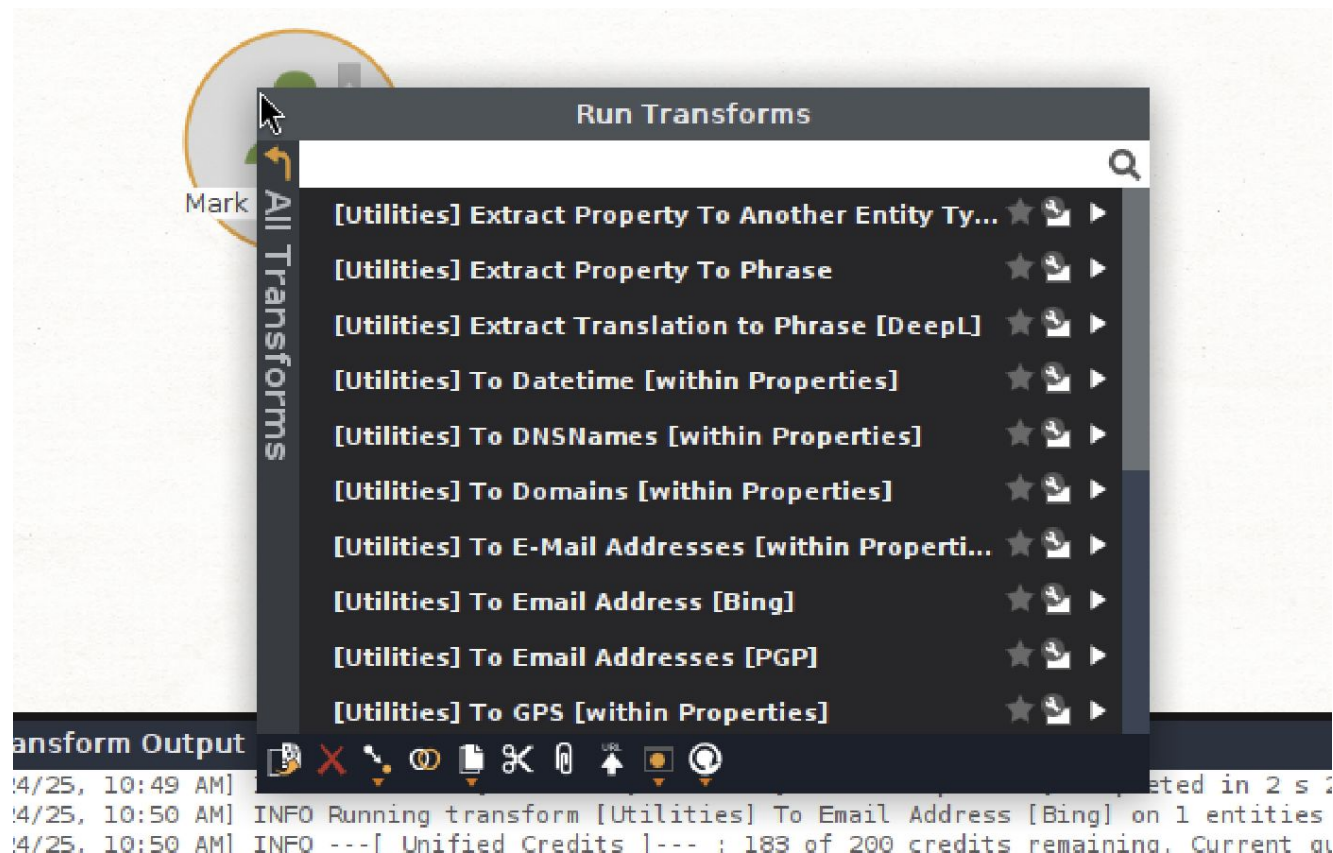 Run Transforms
Mark
All Transforms
[Utilities] Extract Property To Another Entity Ty...
[Utilities] Extract Property To Phrase
[Utilities] Extract Translation to Phrase [DeepL]
[Utilities] To Datetime [within Properties]
[Utilities] To DNSNames [within Properties]
[Utilities] To Domains [within Properties]
[Utilities] To E-Mail Addresses [within Properti...
[Utilities] To Email Address [Bing]
[Utilities] To Email Addresses [PGP]
[Utilities] To GPS [within Properties]
ansform Output
URL
4/25, 10:49 AM] eted in 2 s
4/25, 10:50 AM] INFO Running transform [Utilities] To Email Address [Bing] on 1 entities
4/25, 10:50 AM] INFO ---[ Unified Credits ]--- : 183 of 200 credits remaining. Current qu